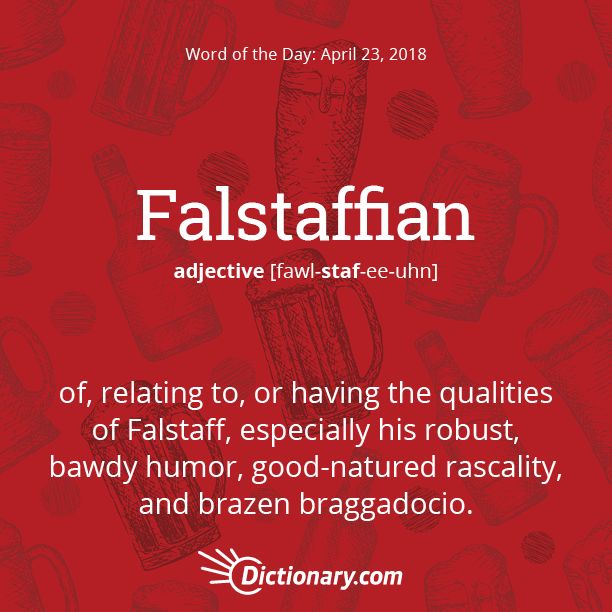 Word of the Day: April 23, 2018
Falstaffian
adjective [fawl-staf-ee-uhn]
of, relating to, or having the qualities
of Falstaff, especially his robust,
bawdy humor, good-natured rascality,
and brazen braggadocio.
Dictionary.com